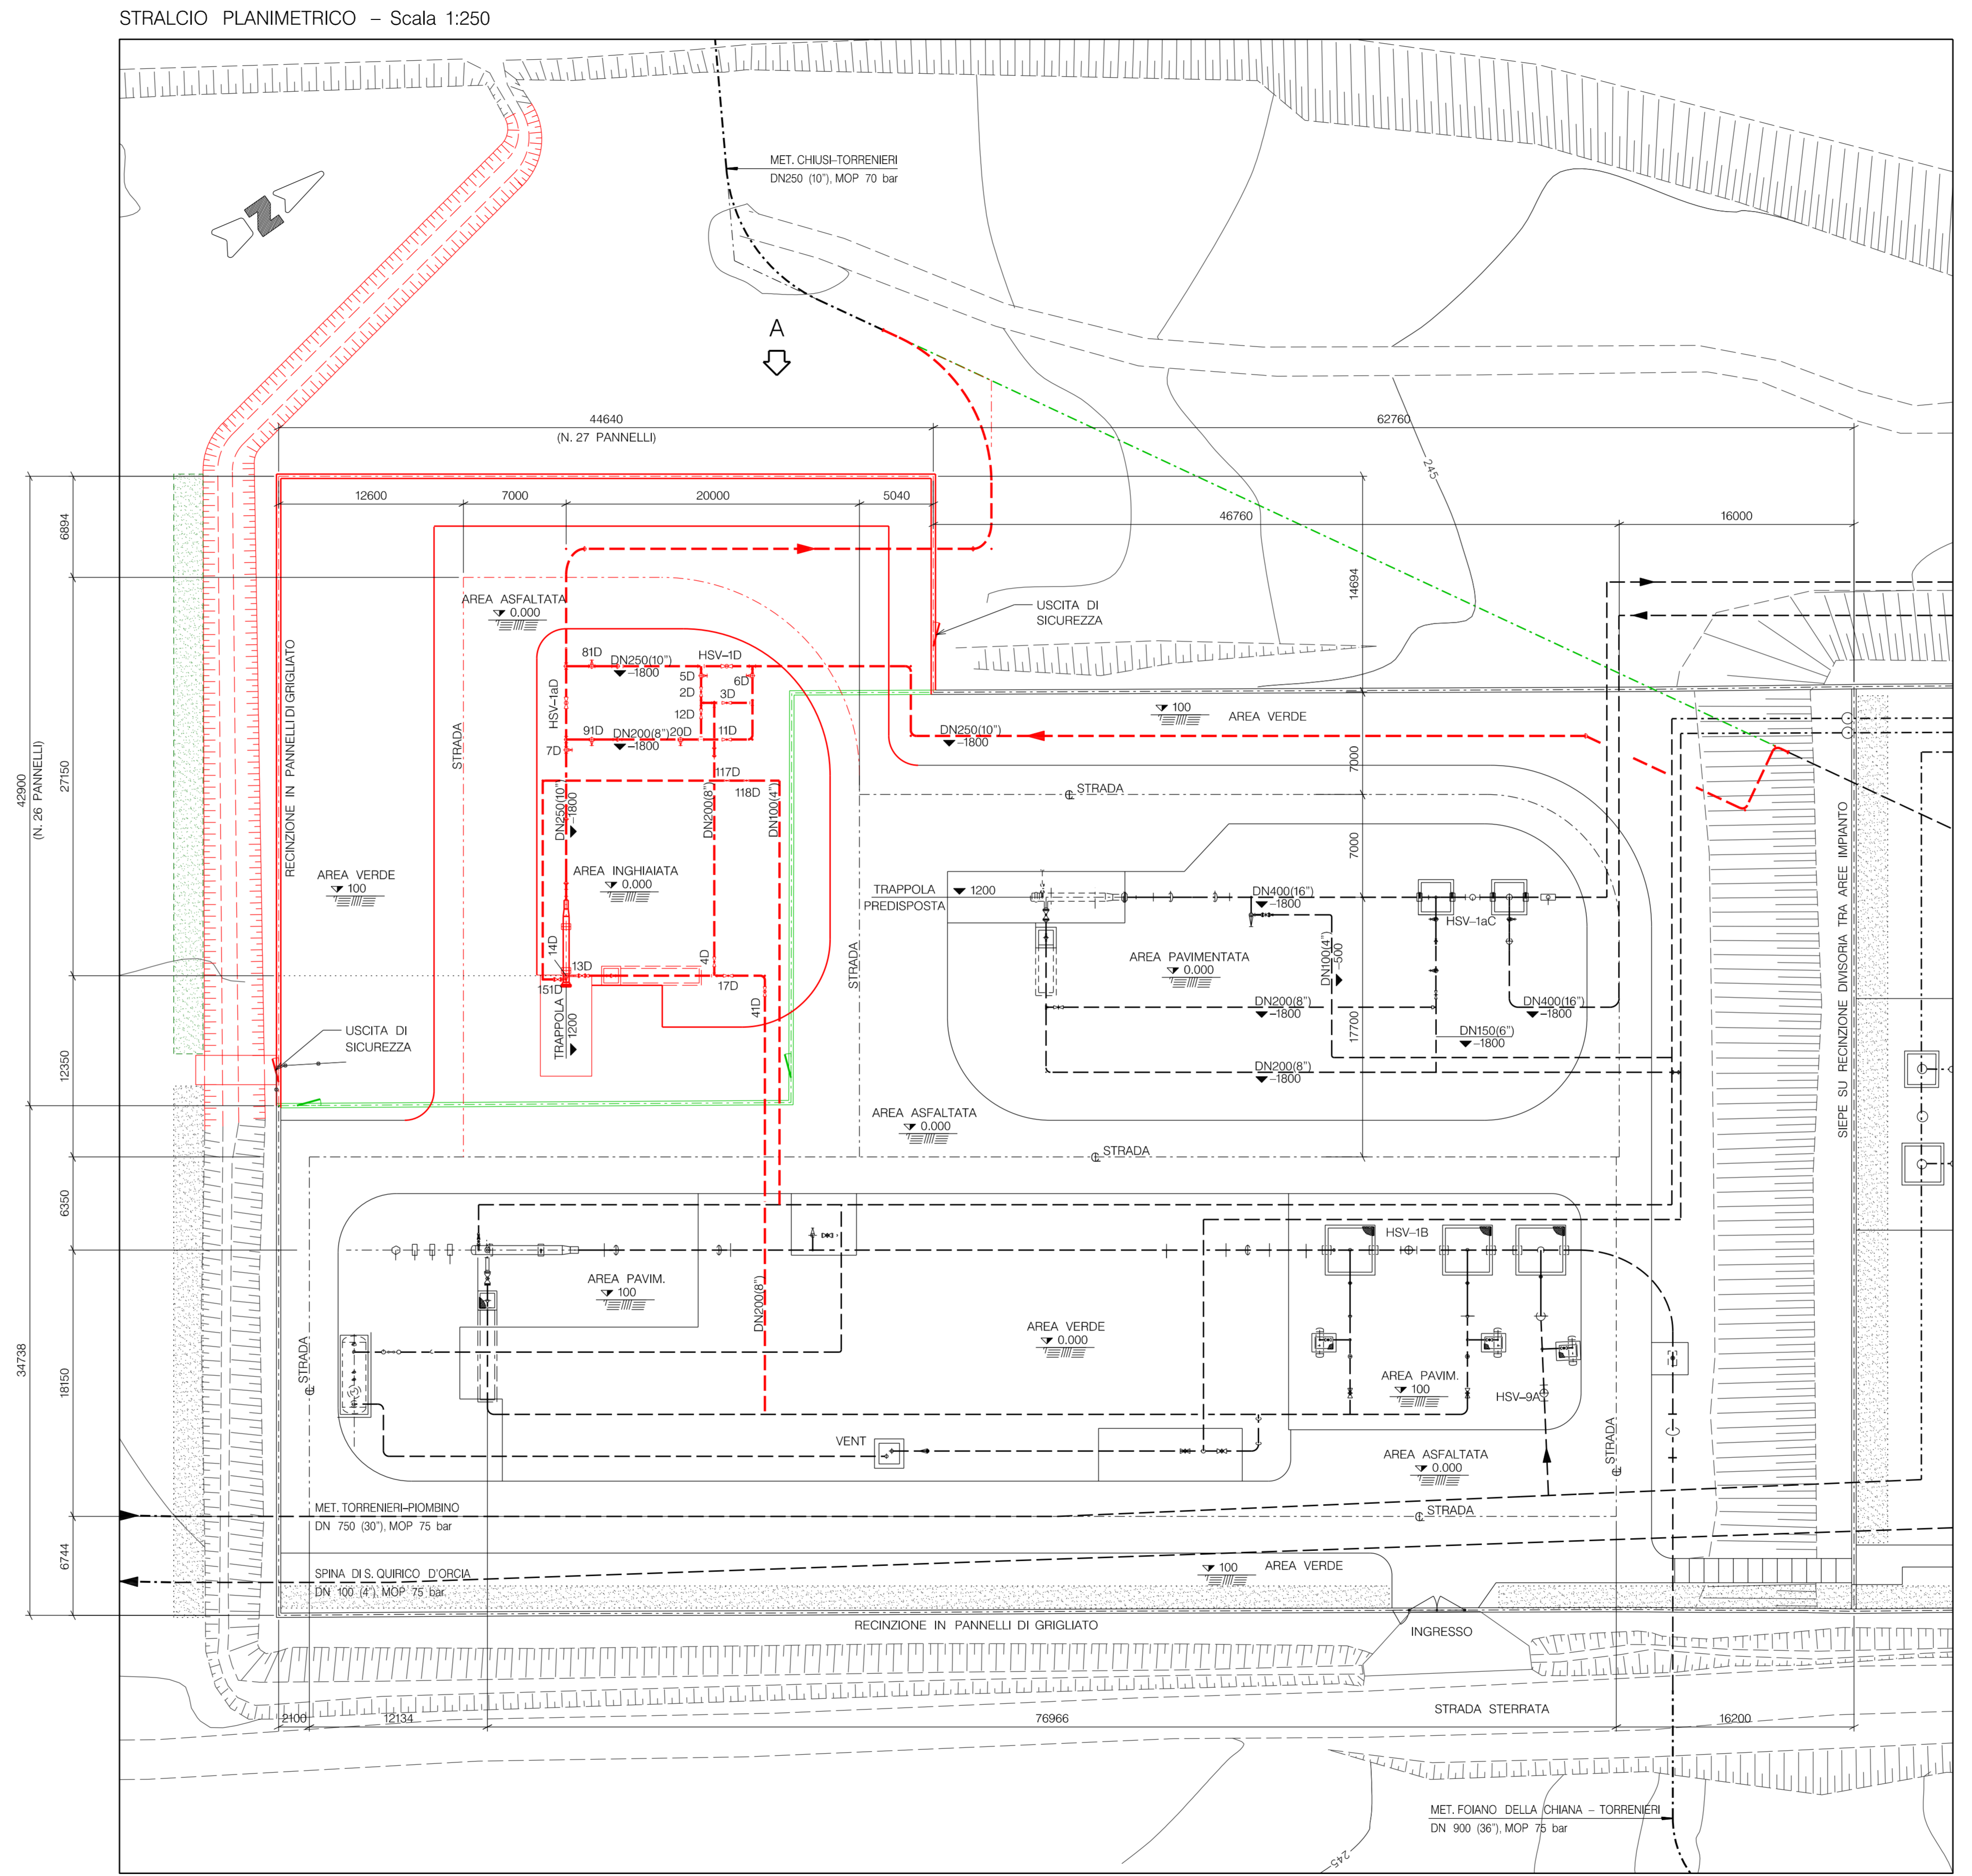 STRALCIO PLANIMETRICO – Scala 1:250
MET. CHIUSI–TORRENIERI
DN250 (10"), MOP 70 bar
N
A
44640
(N. 27 PANNELLI)
62760
245
12600
7000
20000
5040
46760
16000
6894
42900
(N. 26 PANNELLI)
27150
12350
34738
6350
18150
6744
14694
7000
7000
17700
RECINZIONE IN PANNELLI DI GRIGLIATO
AREA ASFALTATA
0.000
USCITA DI
SICUREZZA
STRADA
HSV–1aD
81D
DN250(10")
–1800
HSV–1D
5D
6D
2D
3D
12D
91D
DN200(8")
–1800
20D
11D
7D
117D
118D
DN250(10")
–1800
DN200(8")
DN100(4")
DN250(10")
–1800
100
AREA VERDE
STRADA
AREA VERDE
100
AREA INGHIAIATA
0.000
14D
13D
151D
4D
17D
41D
TRAPPOLA
1200
STRADA
TRAPPOLA
PREDISPOSTA
1200
DN400(16")
–1800
HSV–1aC
AREA PAVIMENTATA
0.000
DN100(4")
–500
DN200(8")
–1800
DN400(16")
–1800
DN150(6")
–1800
DN200(8")
–1800
SIEPE SU RECINZIONE DIVISORIA TRA AREE IMPIANTO
USCITA DI
SICUREZZA
AREA ASFALTATA
0.000
STRADA
HSV–1B
AREA PAVIM.
100
DN200(8")
AREA VERDE
0.000
AREA PAVIM.
100
HSV–9A
STRADA
VENT
AREA ASFALTATA
0.000
STRADA
MET. TORRENIERI–PIOMBINO
DN 750 (30"), MOP 75 bar
STRADA
SPINA DI S. QUIRICO D'ORCIA
DN 100 (4"), MOP 75 bar
100
AREA VERDE
RECINZIONE IN PANNELLI DI GRIGLIATO
INGRESSO
STRADA STERRATA
2100
12134
76966
16200
MET. FOIANO DELLA CHIANA – TORRENIERI
DN 900 (36"), MOP 75 bar
245